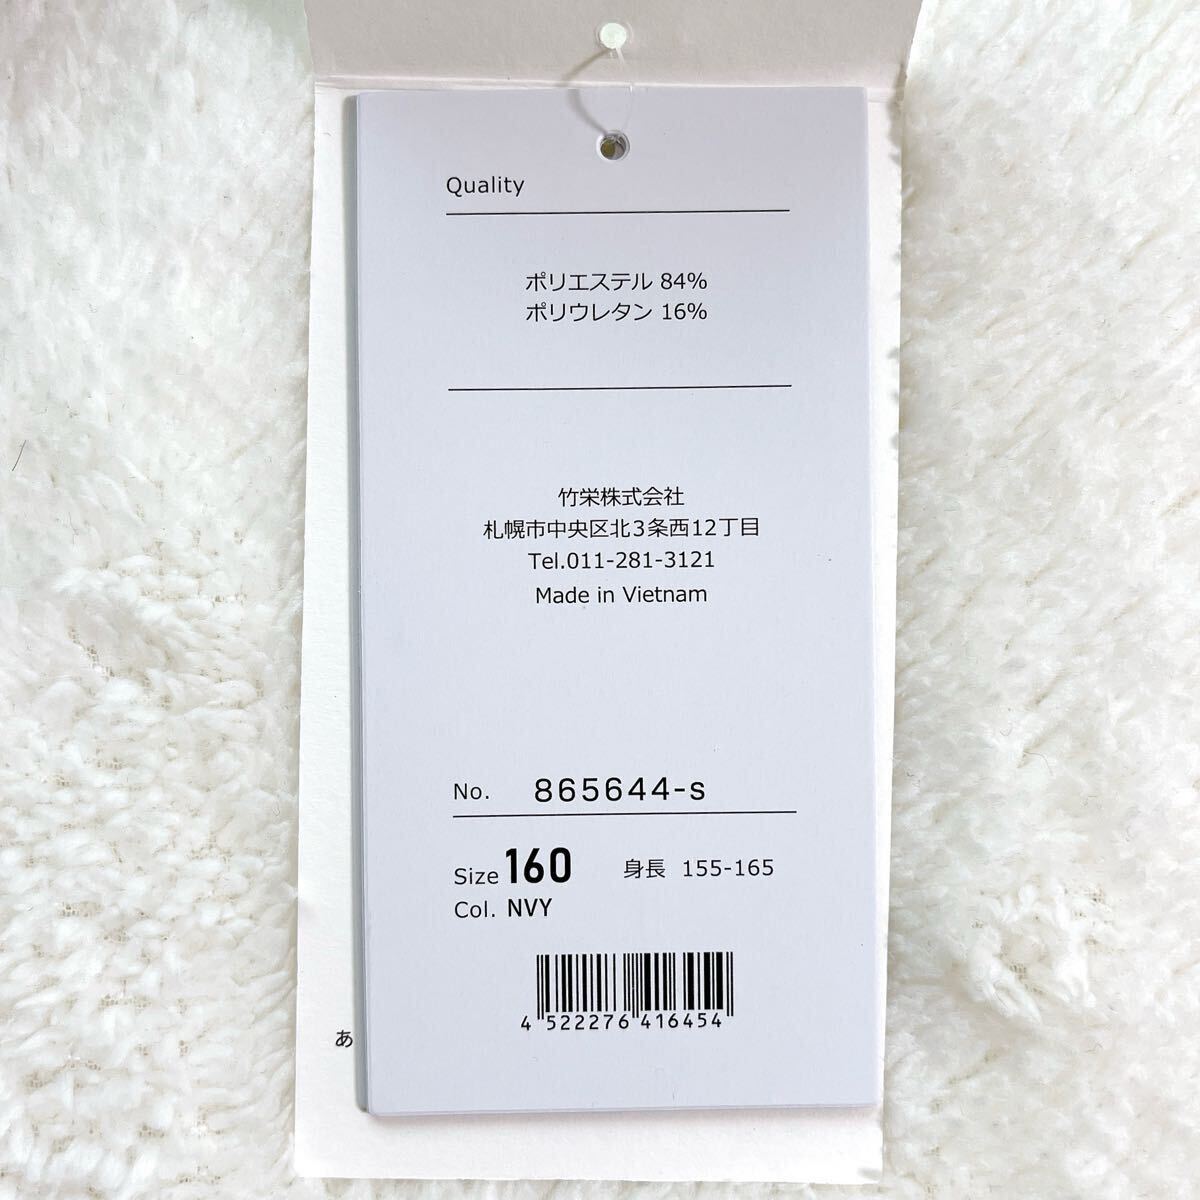 Quality
ポリエステル 84%
ポリウレタン 16%
竹栄株式会社
札幌市中央区北3条西12丁目
Tel.011-281-3121
Made in Vietnam
No. 865644-s
Size 160 身長 155-165
Col. NVY
4 522276 416454
あ